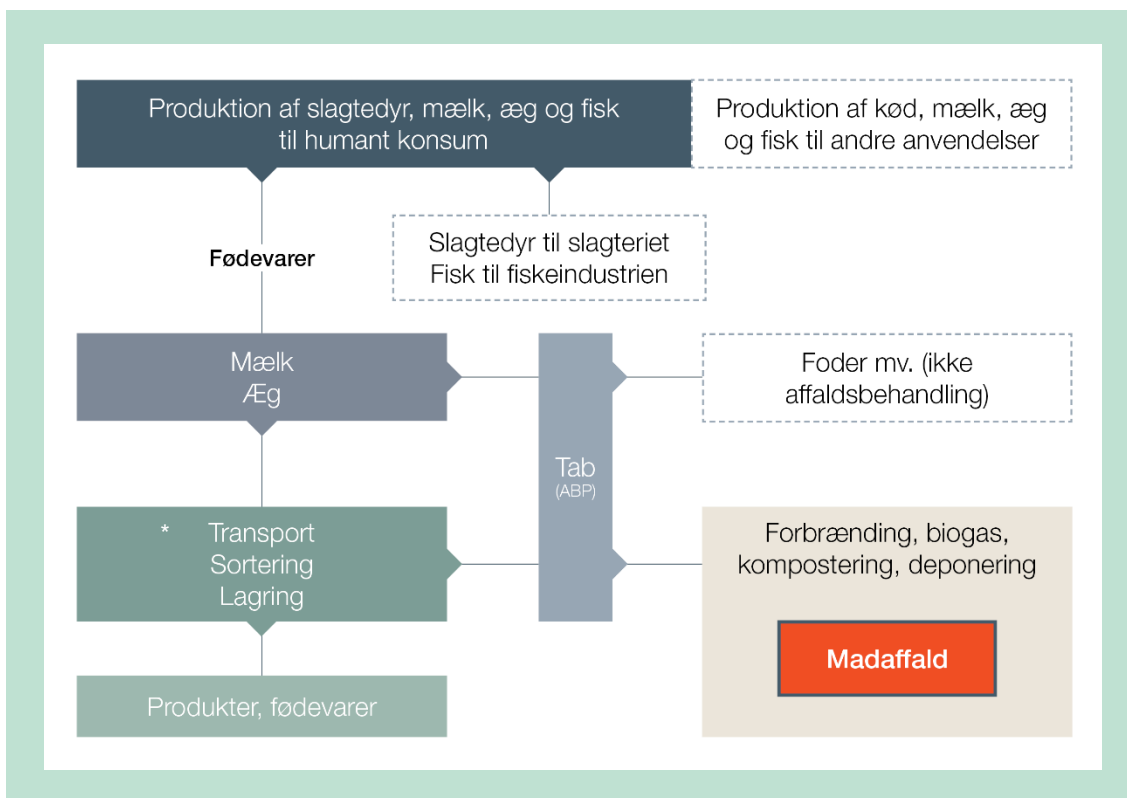 Produktion af slagtedyr, mælk, æg og fisk
til humant konsum
Produktion af kød, mælk, æg
og fisk til andre anvendelser
Slagtedyr til slagteriet
Fisk til fiskeindustrien
Fødevarer
Mælk
Æg
Tab
(ABP)
Foder mv. (ikke
affaldsbehandling)
* Transport
Sortering
Lagring
Forbrænding, biogas,
kompostering, deponering
Madaffald
Produkter, fødevarer